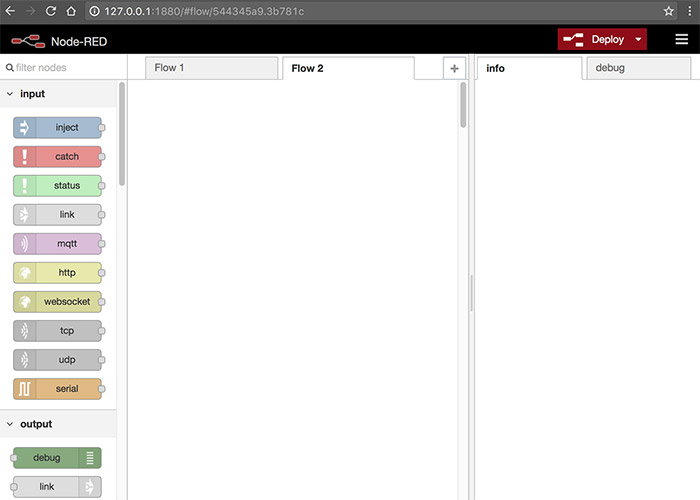 127.0.0.1:1880/#flow/544345a9.3b781c
Node-RED
Deploy
filter nodes
Flow 1
Flow 2
info
debug
input
inject
catch
status
link
mqtt
http
websocket
tcp
udp
serial
output
debug
link